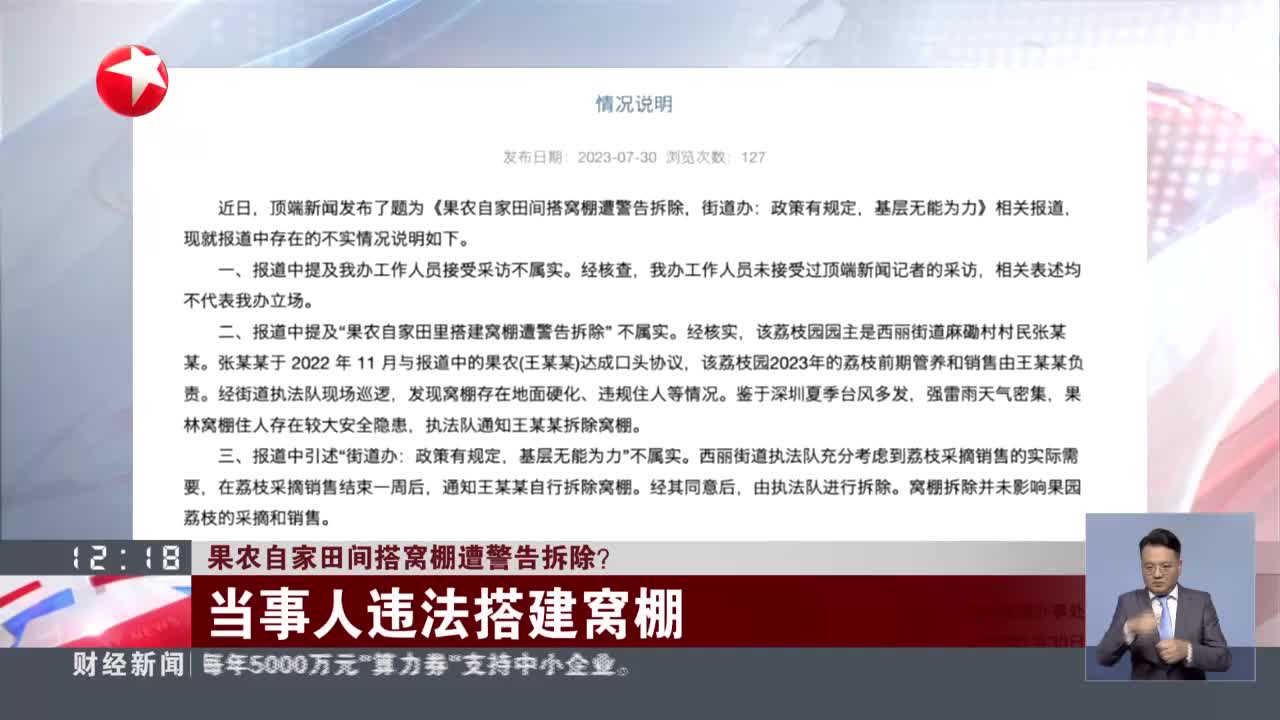 情况说明
发布日期：2023-07-30 浏览次数：127
近日，顶端新闻发布了题为《果农自家田间搭窝棚遭警告拆除，街道办：政策有规定，基层无能为力》相关报道，
现就报道中存在的不实情况说明如下。
一、报道中提及我办工作人员接受采访不属实。经核查，我办工作人员未接受过顶端新闻记者的采访，相关表述均
不代表我办立场。
二、报道中提及“果农自家田里搭建窝棚遭警告拆除” 不属实。经核实，该荔枝园园主是西丽街道麻磡村村民张某
某。张某某于 2022 年 11 月与报道中的果农(王某某)达成口头协议，该荔枝园2023年的荔枝前期管养和销售由王某某负
责。经街道执法队现场巡逻，发现窝棚存在地面硬化、违规住人等情况。鉴于深圳夏季台风多发，强雷雨天气密集，果
林窝棚住人存在较大安全隐患，执法队通知王某某拆除窝棚。
三、报道中引述“街道办：政策有规定，基层无能为力”不属实。西丽街道执法队充分考虑到荔枝采摘销售的实际需
要，在荔枝采摘销售结束一周后，通知王某某自行拆除窝棚。经其同意后，由执法队进行拆除。窝棚拆除并未影响果园
荔枝的采摘和销售。
12:18 果农自家田间搭窝棚遭警告拆除？
当事人违法搭建窝棚
财经新闻 每年5000万元“算力券”支持中小企业。